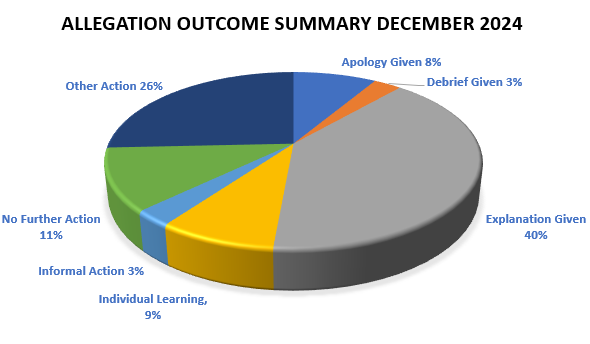 ALLEGATION OUTCOME SUMMARY DECEMBER 2024
Apology Given 8%
Debrief Given 3%
Other Action 26%
Explanation Given
40%
No Further Action
11%
Informal Action 3%
Individual Learning,
9%